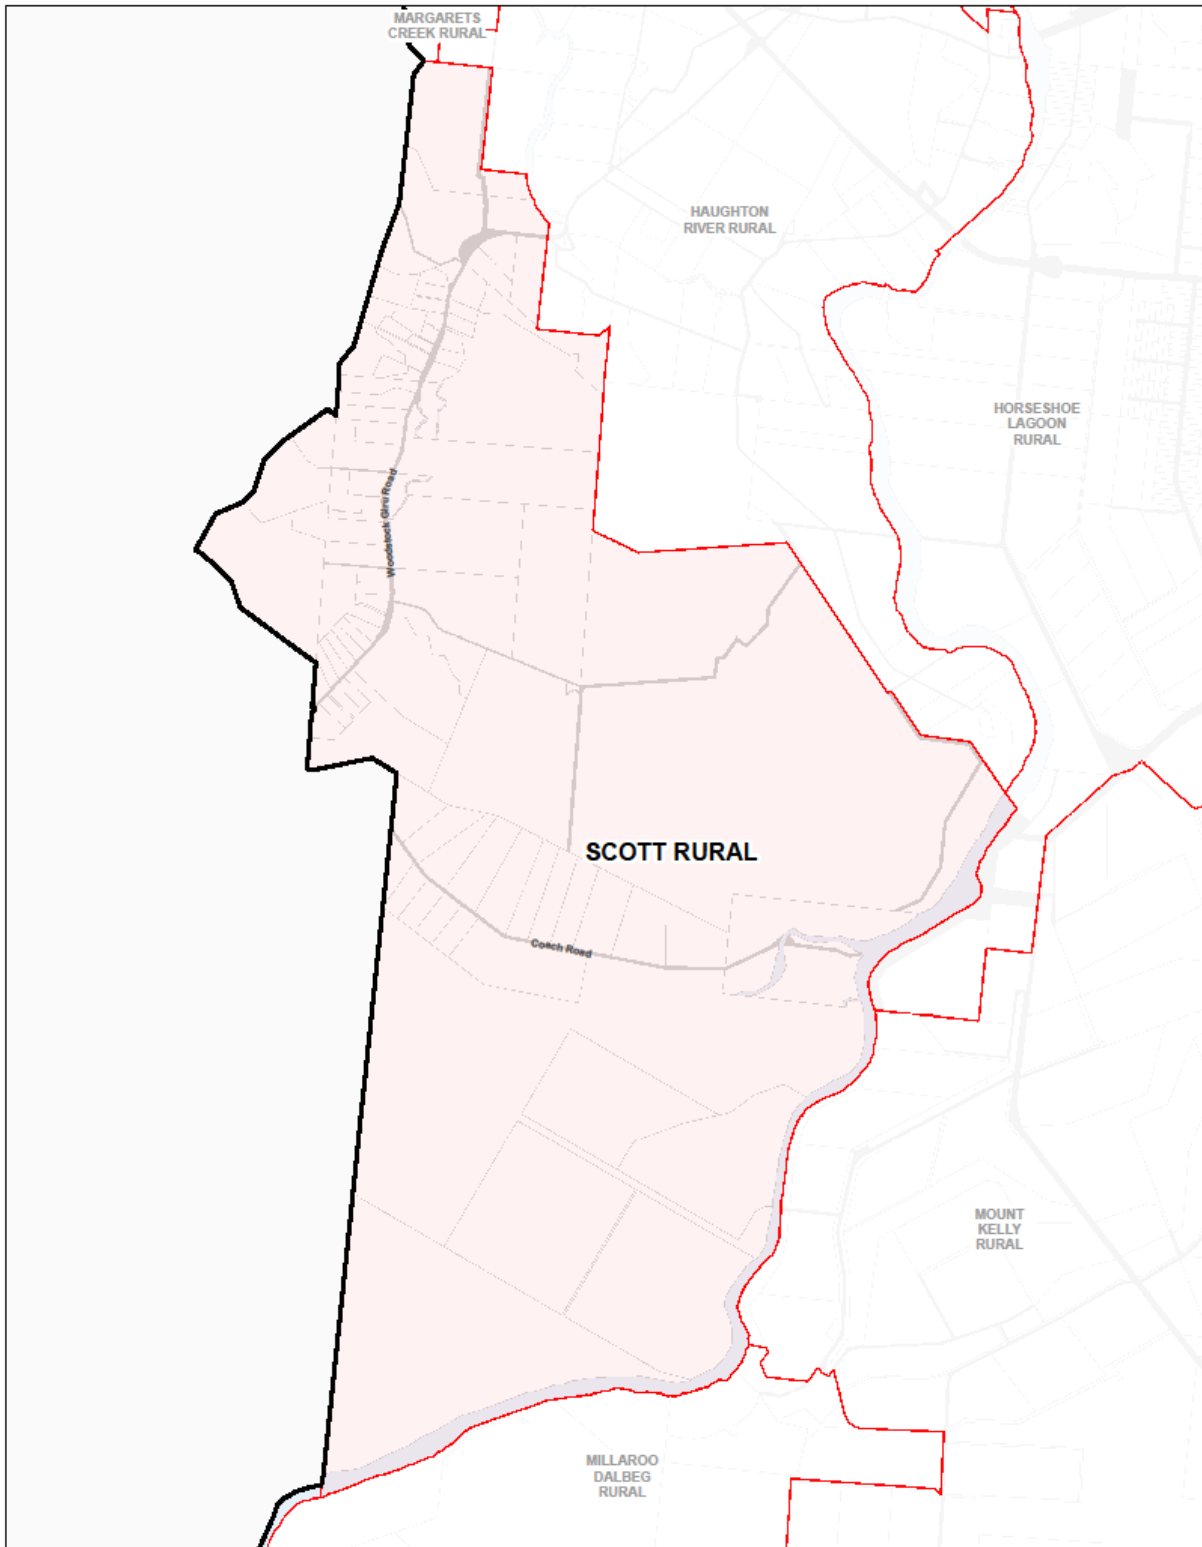 MARGARETS
CREEK RURAL
HAUGHTON
RIVER RURAL
HORSESHOE
LAGOON
RURAL
Woodstock Giru Road
SCOTT RURAL
Coach Road
MOUNT
KELLY
RURAL
MILLAROO
DALBEG
RURAL